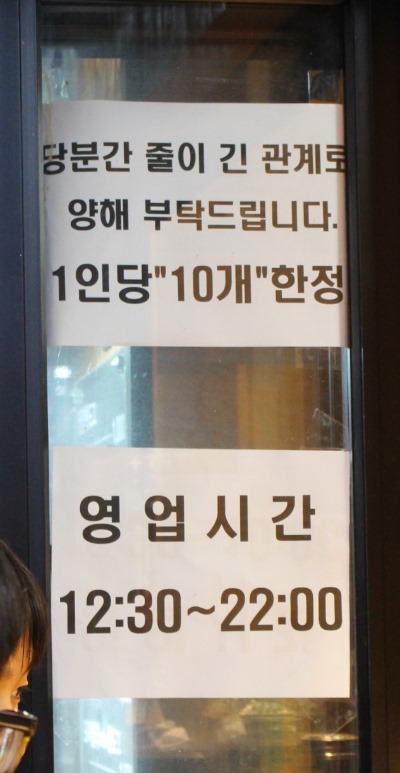 당분간 줄이 긴 관계로
양해 부탁드립니다.
1인당"10개"한정
영업시간
12:30~22:00